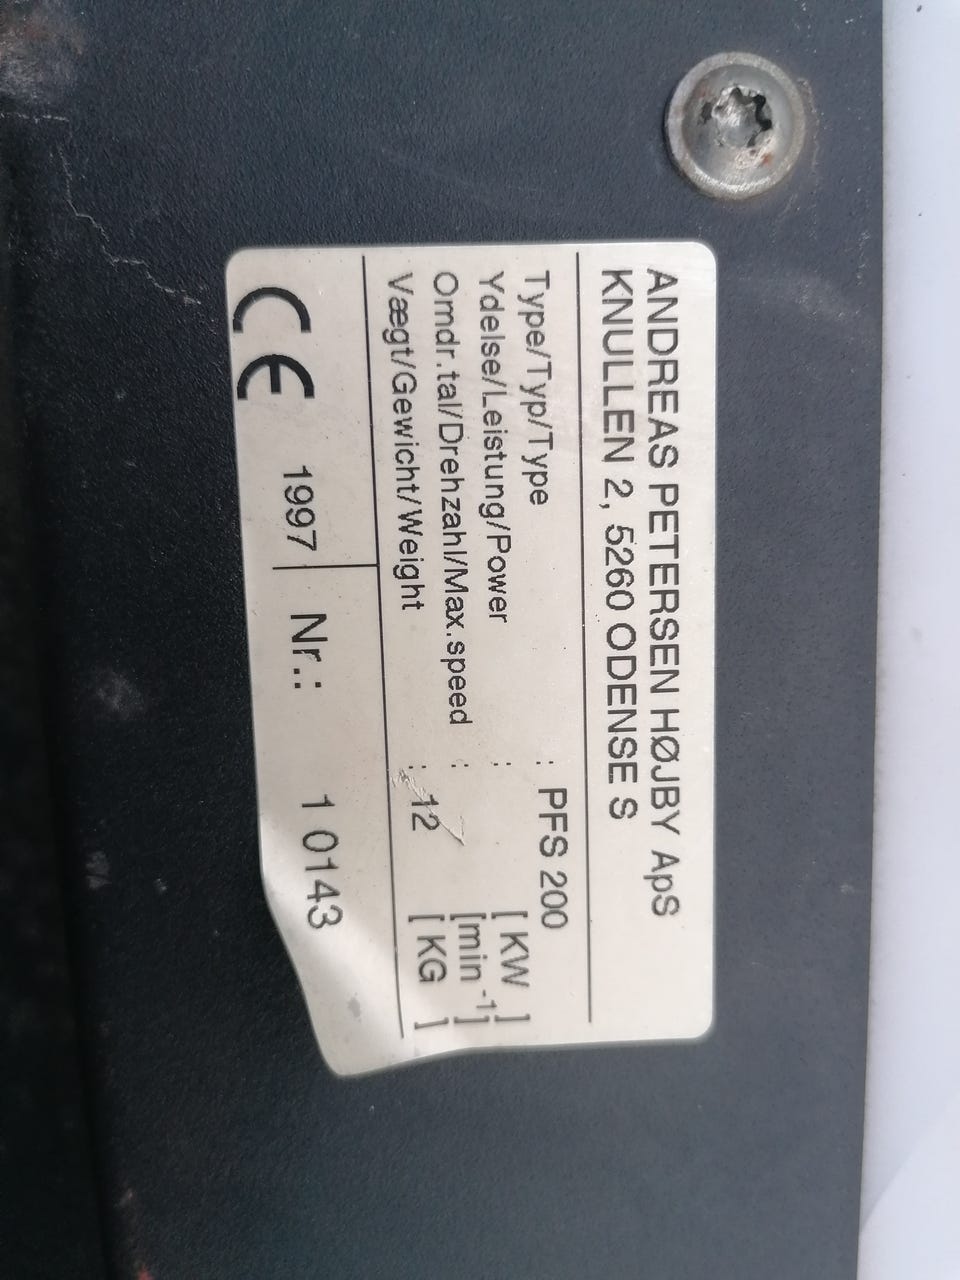 ANDREAS PETERSEN HØJBY ApS
KNULLEN 2, 5260 ODENSE S
Type/Typ/Type : PFS 200
Ydelse/Leistung/Power : [ KW ]
Omdr.tal/Drehzahl/Max.speed : [min -1]
Vægt/Gewicht/Weight : 12 [ KG ]
CE 1997 Nr.: 1 0143